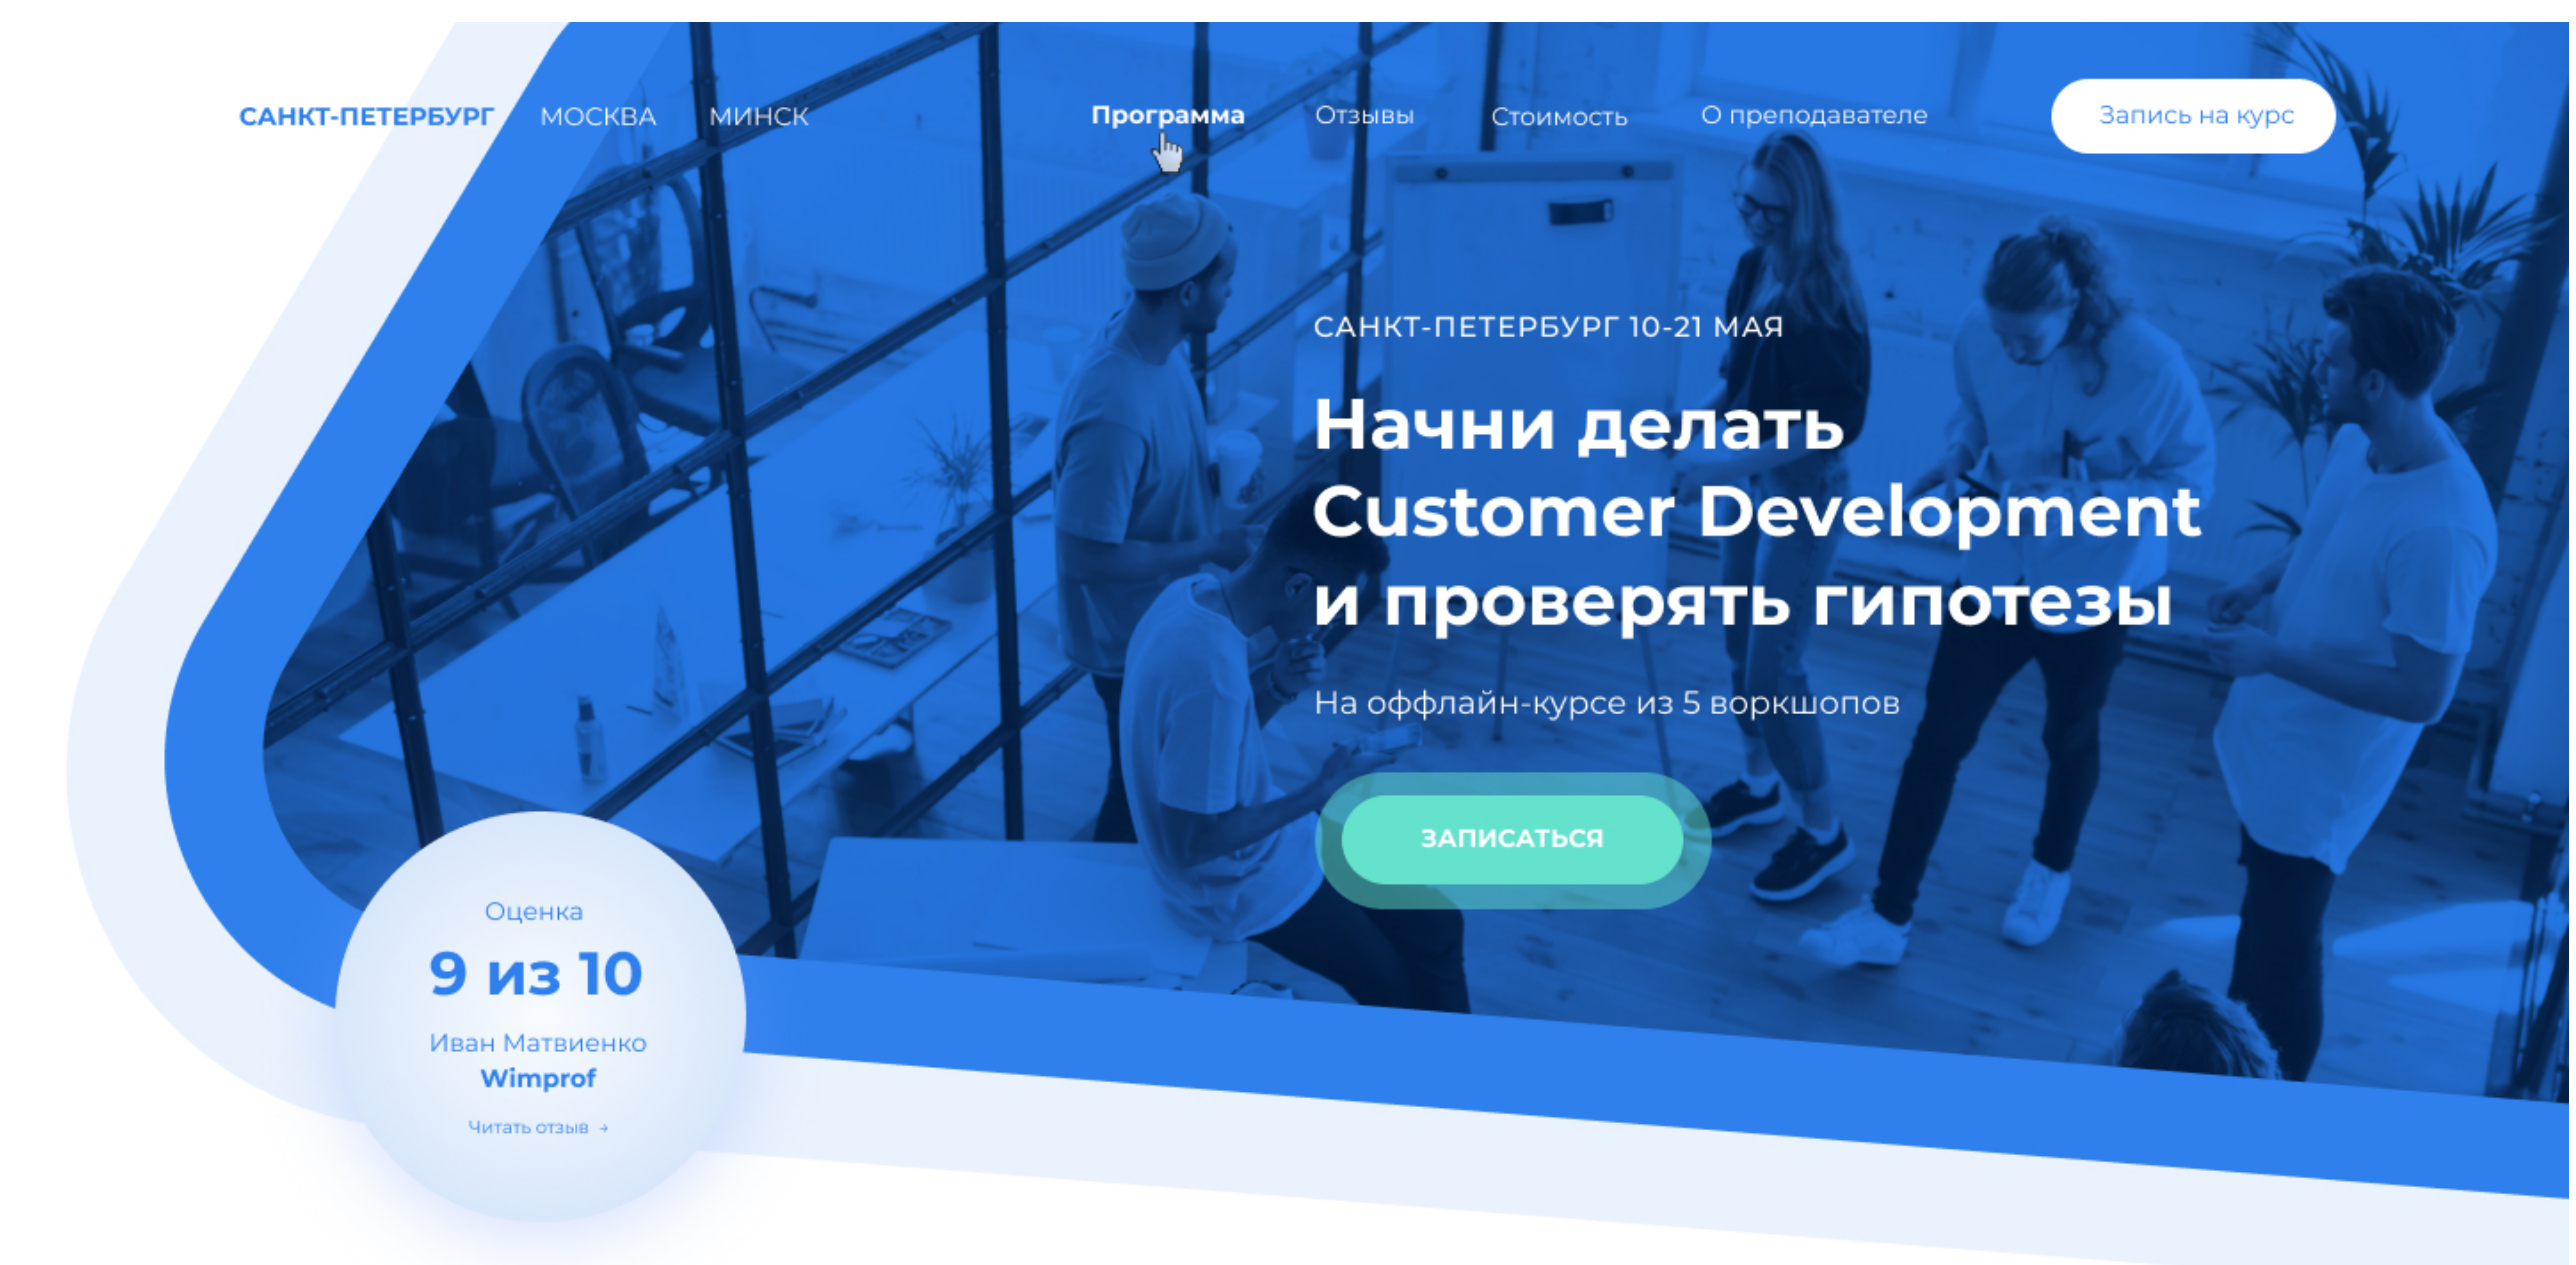 САНКТ-ПЕТЕРБУРГ МОСКВА МИНСК Программа Отзывы Стоимость О преподавателе Запись на курс
САНКТ-ПЕТЕРБУРГ 10-21 МАЯ
Начни делать
Customer Development
и проверять гипотезы
На оффлайн-курсе из 5 воркшопов
ЗАПИСАТЬСЯ
Оценка
9 из 10
Иван Матвиенко
Wimprof
Читать отзыв →